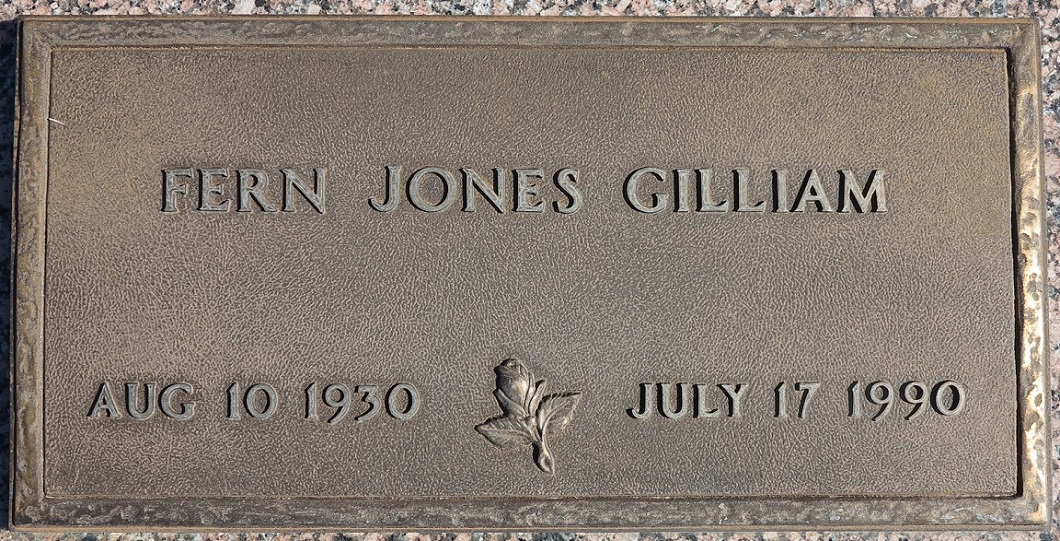 FERN JONES GILLIAM
AUG 10 1930 JULY 17 1990